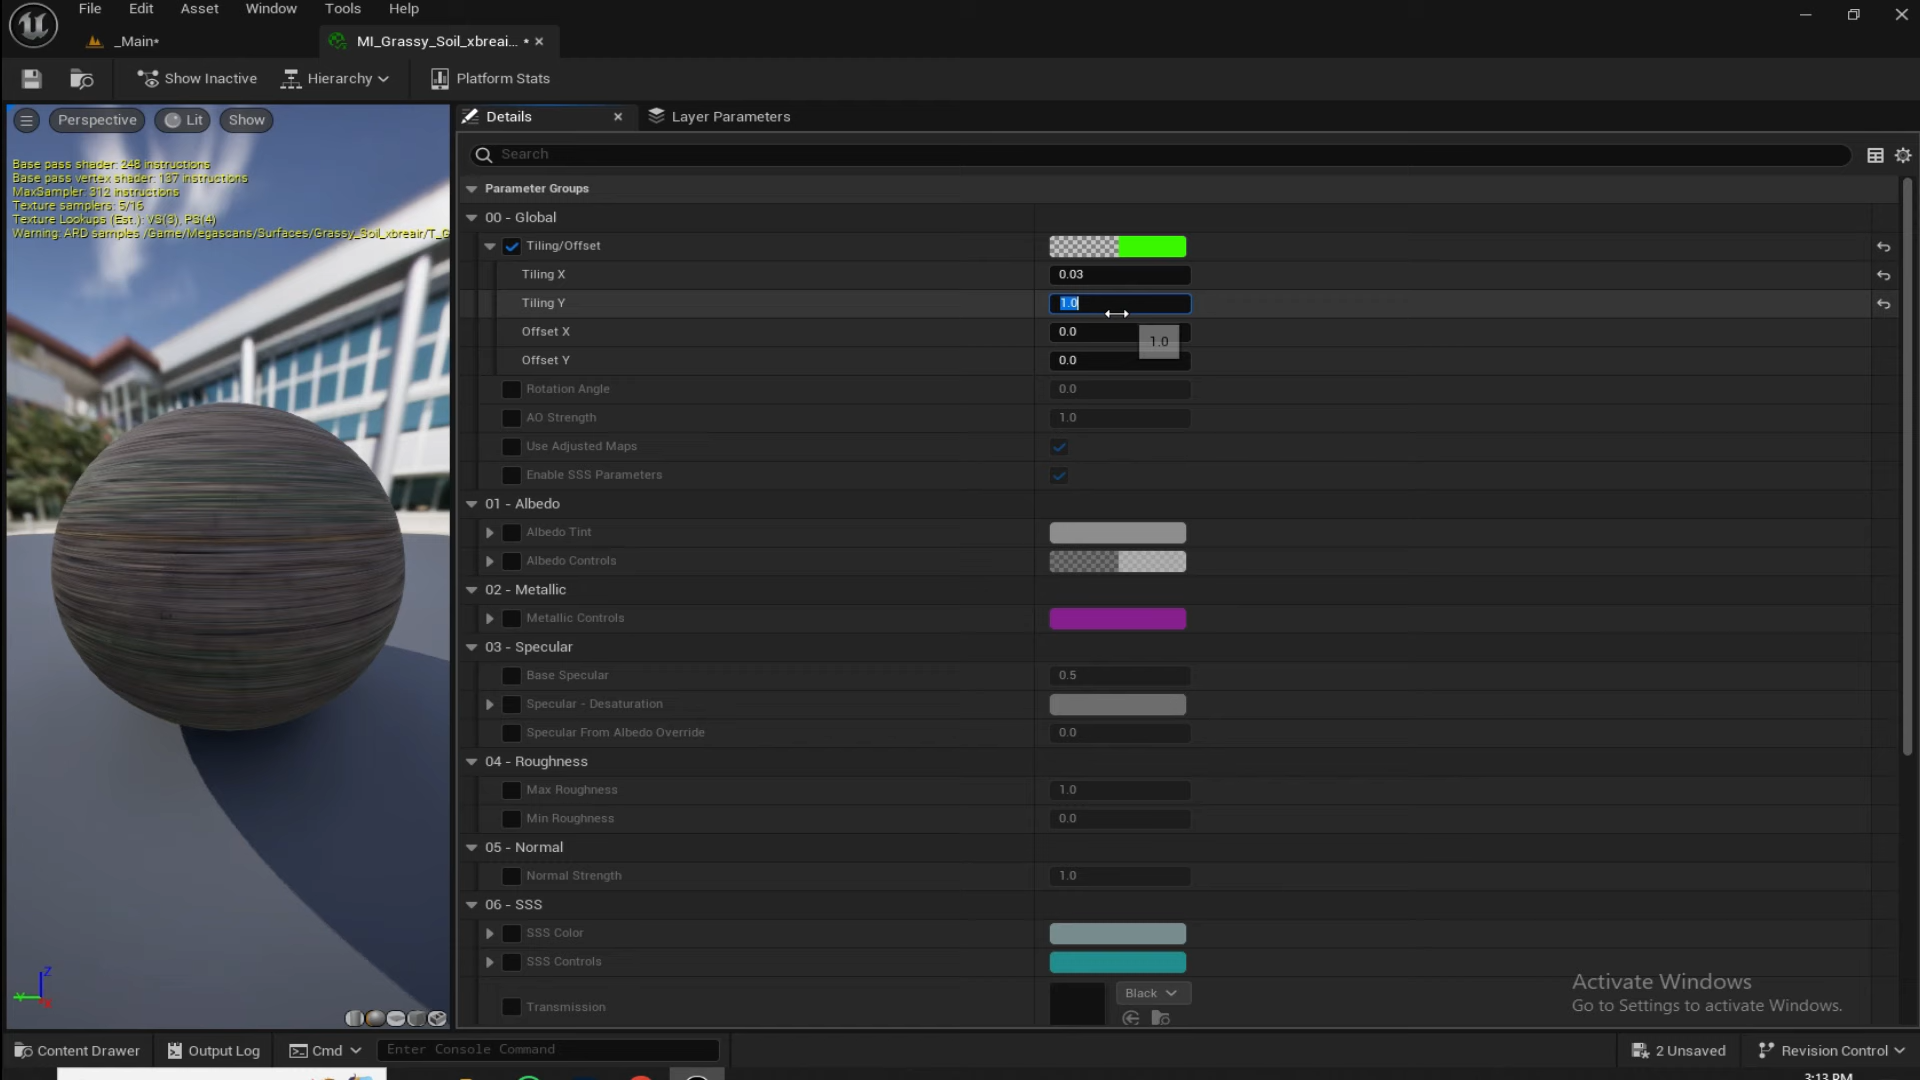 File Edit Asset Window Tools Help
_Main*
MI_Grassy_Soil_xbreai... *
Show Inactive Hierarchy Platform Stats
Perspective Lit Show
Details Layer Parameters
Base pass shader: 248 instructions
Base pass vertex shader: 137 instructions
MaxSampler: 312 instructions
Texture samplers: 5/16
Texture Lookups (Est.): VS(3), PS(4)
Warning: ARD samples /Game/Megascans/Surfaces/Grassy_Soil_xbreair/T_G
Search
Parameter Groups
00 - Global
Tiling/Offset
Tiling X 0.03
Tiling Y 1.0
Offset X 0.0
1.0
Offset Y 0.0
Rotation Angle 0.0
AO Strength 1.0
Use Adjusted Maps
Enable SSS Parameters
01 - Albedo
Albedo Tint
Albedo Controls
02 - Metallic
Metallic Controls
03 - Specular
Base Specular 0.5
Specular - Desaturation
Specular From Albedo Override 0.0
04 - Roughness
Max Roughness 1.0
Min Roughness 0.0
05 - Normal
Normal Strength 1.0
06 - SSS
SSS Color
SSS Controls
Transmission Black
Z
Y
Activate Windows
Go to Settings to activate Windows.
Content Drawer Output Log Cmd Enter Console Command 2 Unsaved Revision Control
3:13 PM